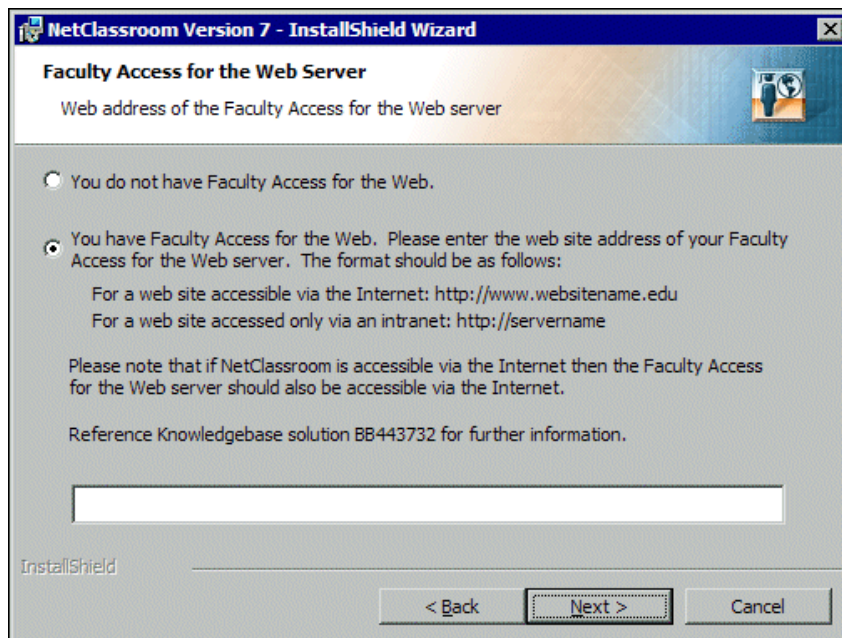 NetClassroom Version 7 - InstallShield Wizard
Faculty Access for the Web Server
Web address of the Faculty Access for the Web server
You do not have Faculty Access for the Web.
You have Faculty Access for the Web. Please enter the web site address of your Faculty
Access for the Web server. The format should be as follows:
For a web site accessible via the Internet: http://www.websitename.edu
For a web site accessed only via an intranet: http://servername
Please note that if NetClassroom is accessible via the Internet then the Faculty Access
for the Web server should also be accessible via the Internet.
Reference Knowledgebase solution BB443732 for further information.
InstallShield
< Back Next > Cancel